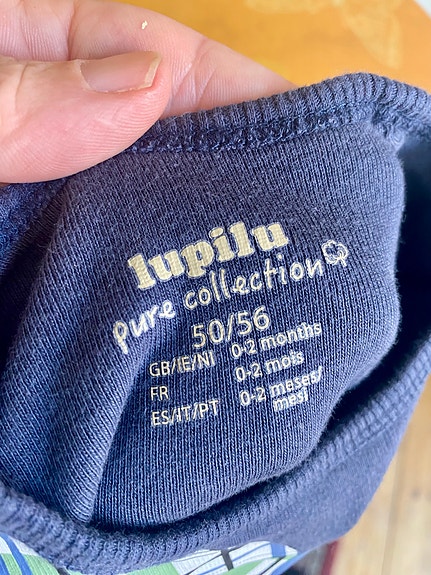 lupilu
pure collection
50/56
GB/IE/NI 0-2 months
FR 0-2 mois
ES/IT/PT 0-2 meses/
mesi